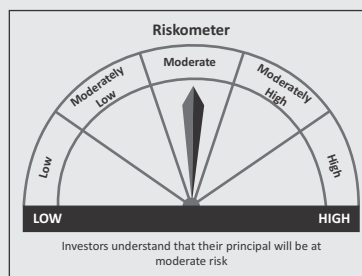 Riskometer
Moderate
Moderately
Low
Moderately
High
Low
High
LOW
HIGH
Investors understand that their principal will be at
moderate risk